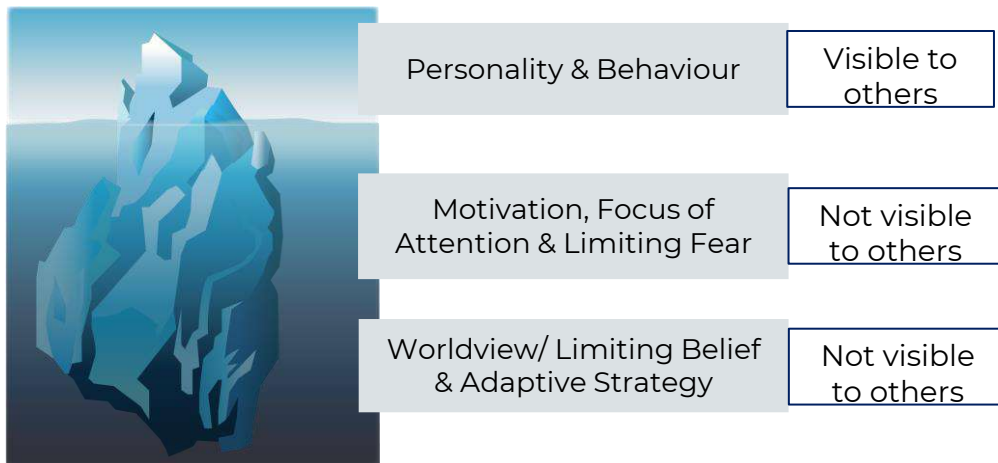 Personality & Behaviour
Visible to
others
Motivation, Focus of
Attention & Limiting Fear
Not visible
to others
Worldview/ Limiting Belief
& Adaptive Strategy
Not visible
to others